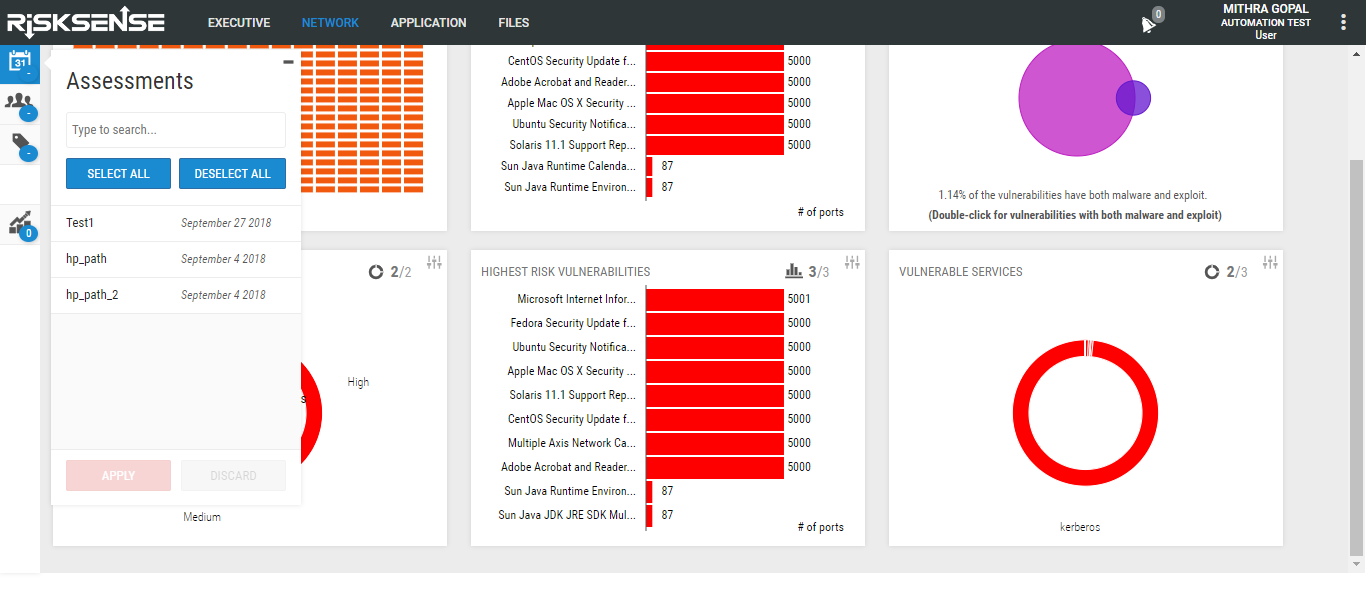 RiSKSENSE
EXECUTIVE
NETWORK
APPLICATION
FILES
0
MITHRA GOPAL
AUTOMATION TEST
User
31
-
-
-
0
Assessments
Type to search...
SELECT ALL
DESELECT ALL
Test1 September 27 2018
hp_path September 4 2018
hp_path_2 September 4 2018
APPLY
DISCARD
CentOS Security Update f... 5000
Adobe Acrobat and Reader... 5000
Apple Mac OS X Security ... 5000
Ubuntu Security Notifica... 5000
Solaris 11.1 Support Rep... 5000
Sun Java Runtime Calenda... 87
Sun Java Runtime Environ... 87
# of ports
1.14% of the vulnerabilities have both malware and exploit.
(Double-click for vulnerabilities with both malware and exploit)
2/2
High
s
Medium
HIGHEST RISK VULNERABILITIES 3/3
Microsoft Internet Infor... 5001
Fedora Security Update f... 5000
Ubuntu Security Notifica... 5000
Apple Mac OS X Security ... 5000
Solaris 11.1 Support Rep... 5000
CentOS Security Update f... 5000
Multiple Axis Network Ca... 5000
Adobe Acrobat and Reader... 5000
Sun Java Runtime Environ... 87
Sun Java JDK JRE SDK Mul... 87
# of ports
VULNERABLE SERVICES 2/3
kerberos